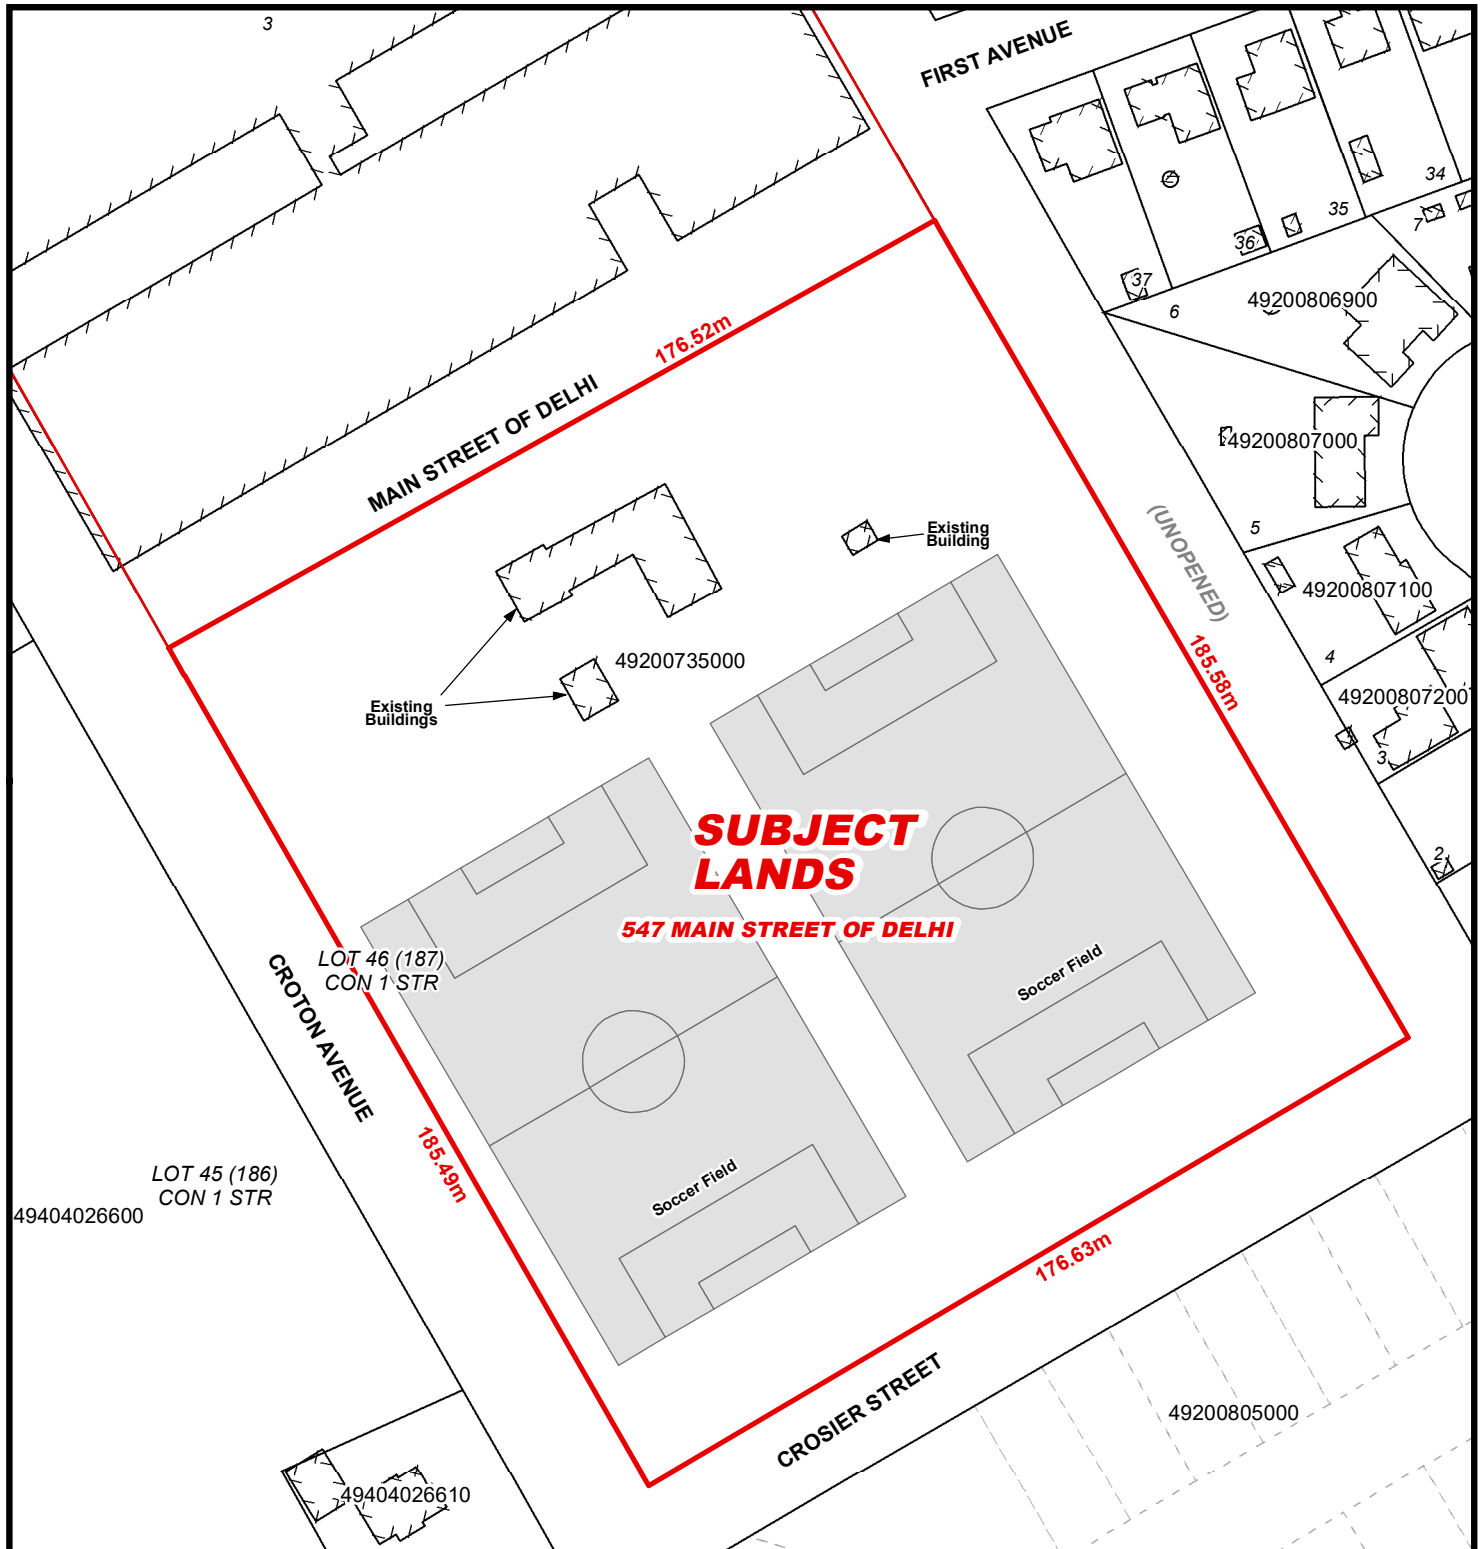 3
FIRST AVENUE
34
35
7
36
37
6
49200806900
176.52m
MAIN STREET OF DELHI
49200807000
(UNOPENED)
5
Existing
Building
49200807100
4
185.58m
49200735000
49200807200
Existing
Buildings
3
SUBJECT
LANDS
547 MAIN STREET OF DELHI
2
LOT 46 (187)
CON 1 STR
Soccer Field
CROTON AVENUE
185.49m
LOT 45 (186)
CON 1 STR
49404026600
Soccer Field
176.63m
CROSIER STREET
49200805000
49404026610